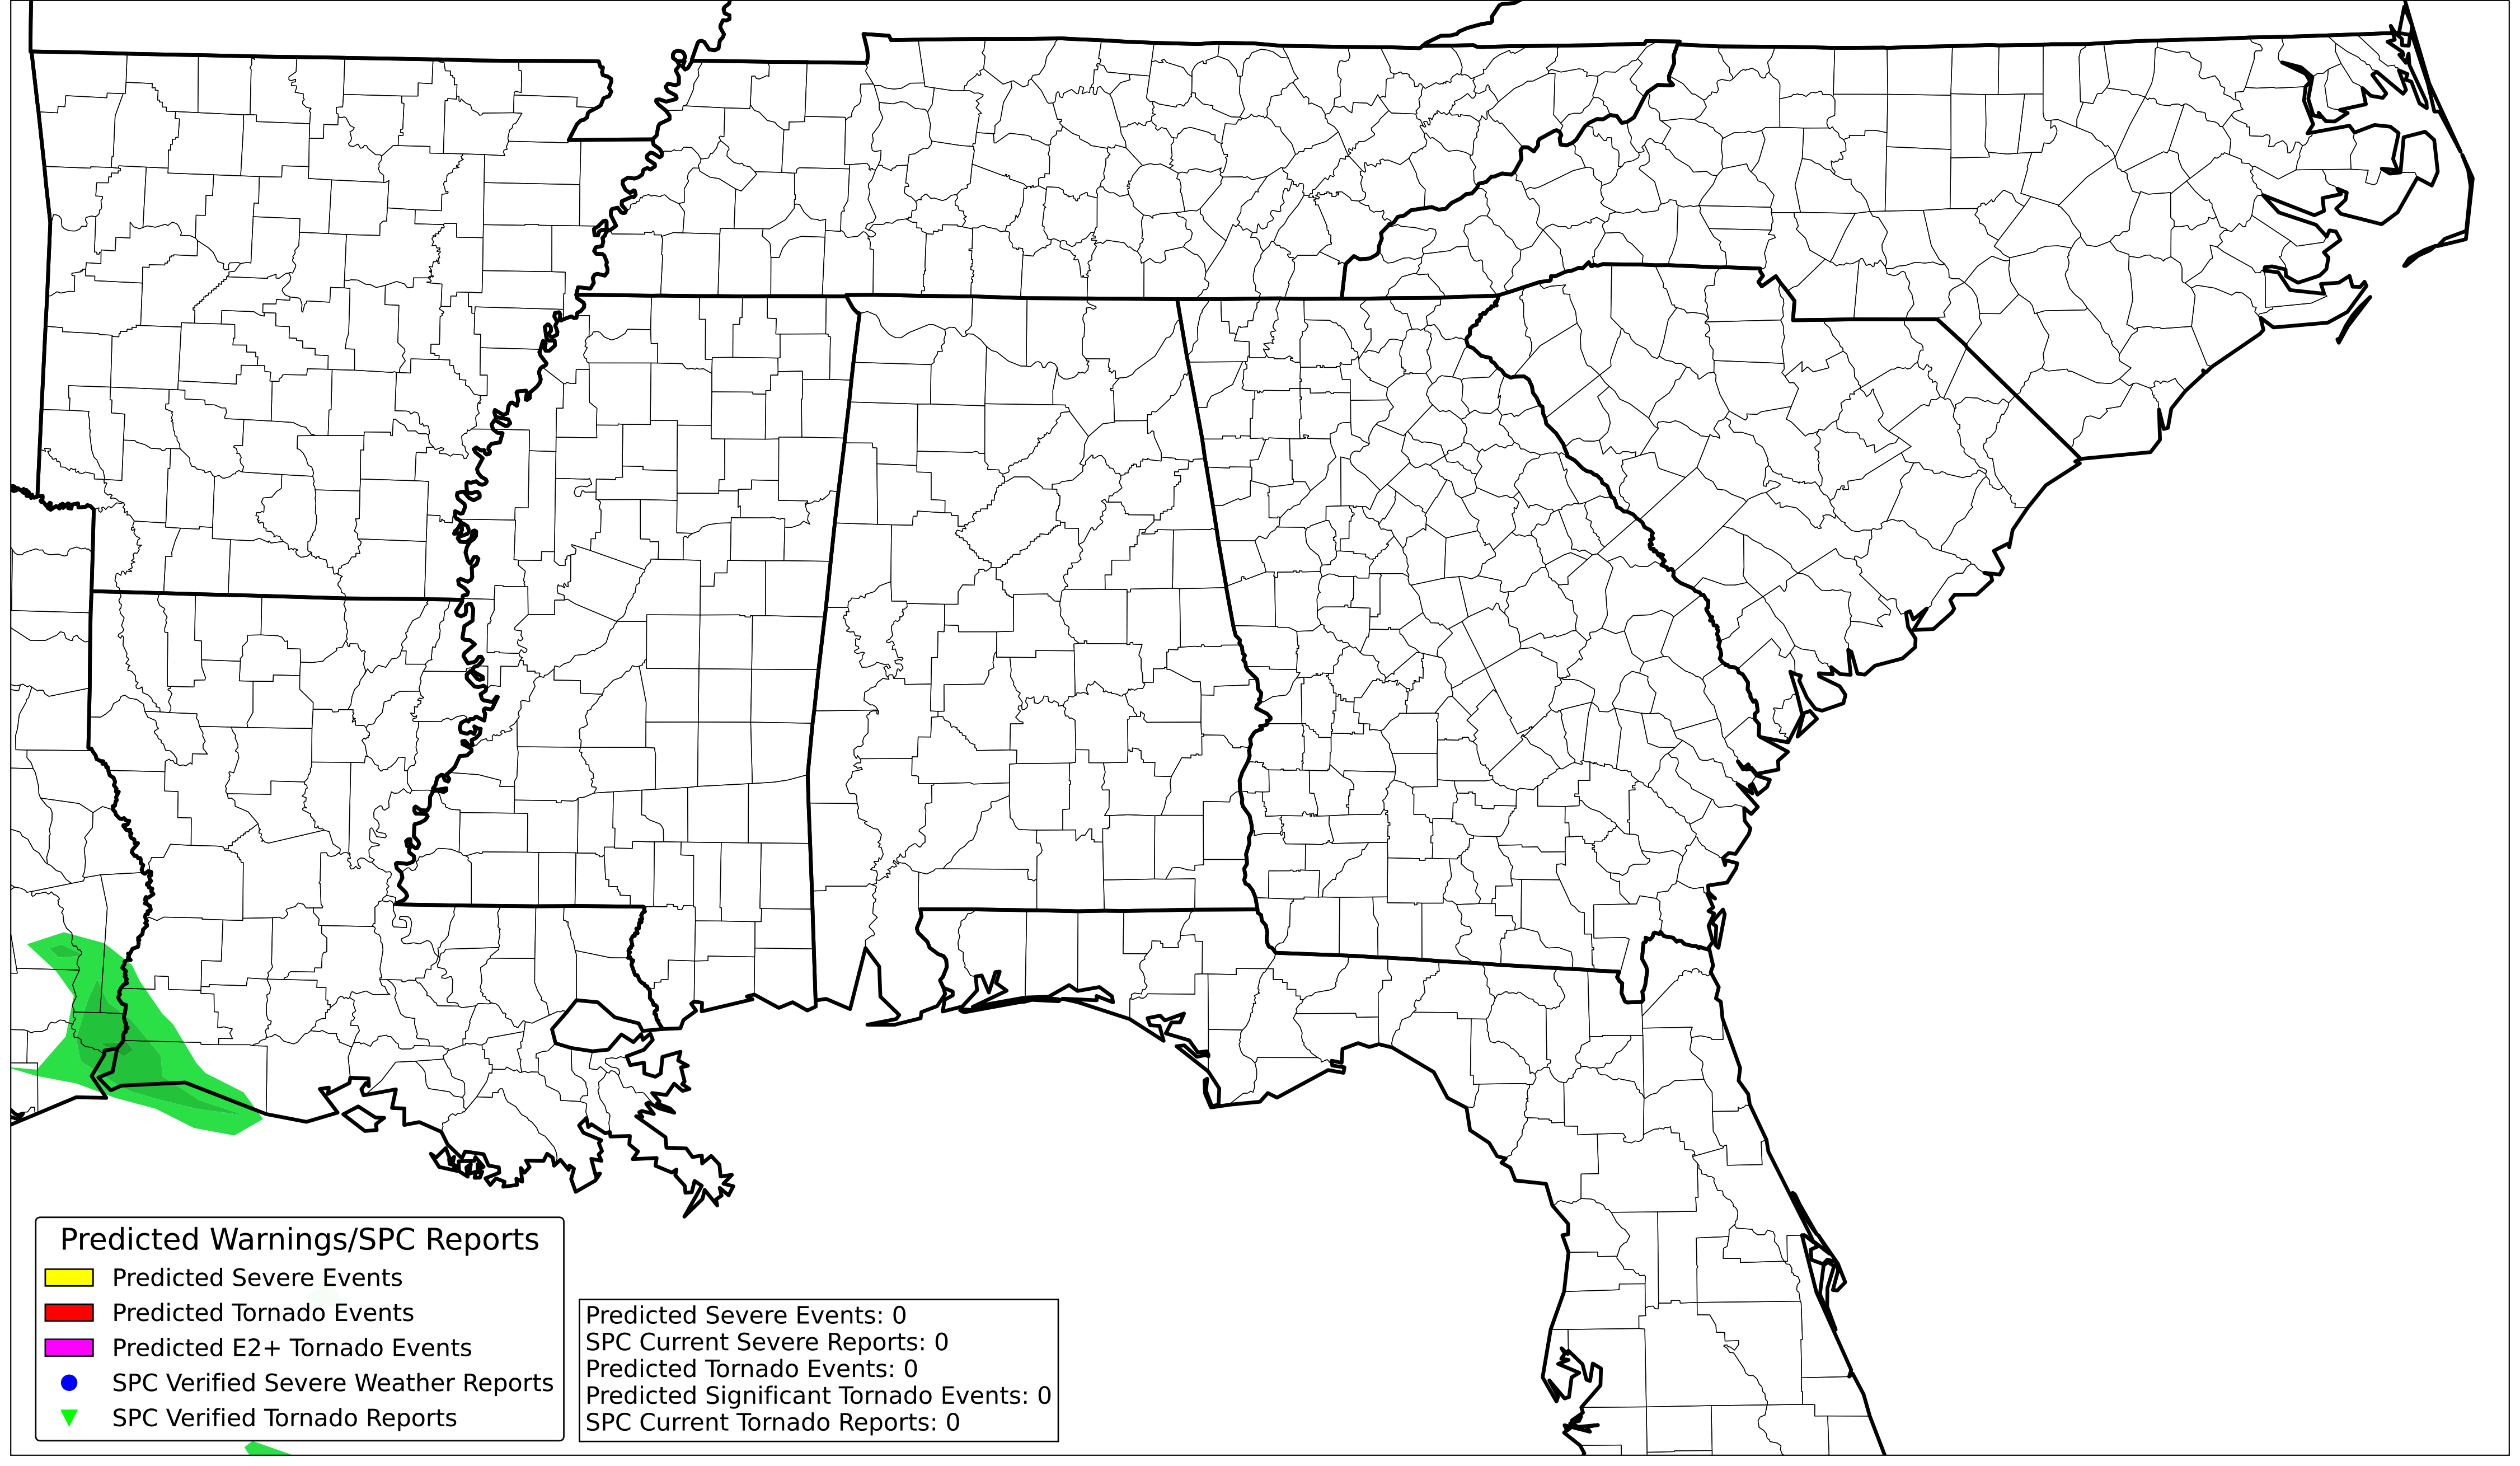 Predicted Warnings/SPC Reports
Predicted Severe Events
Predicted Tornado Events
Predicted E2+ Tornado Events
SPC Verified Severe Weather Reports
SPC Verified Tornado Reports
Predicted Severe Events: 0
SPC Current Severe Reports: 0
Predicted Tornado Events: 0
Predicted Significant Tornado Events: 0
SPC Current Tornado Reports: 0